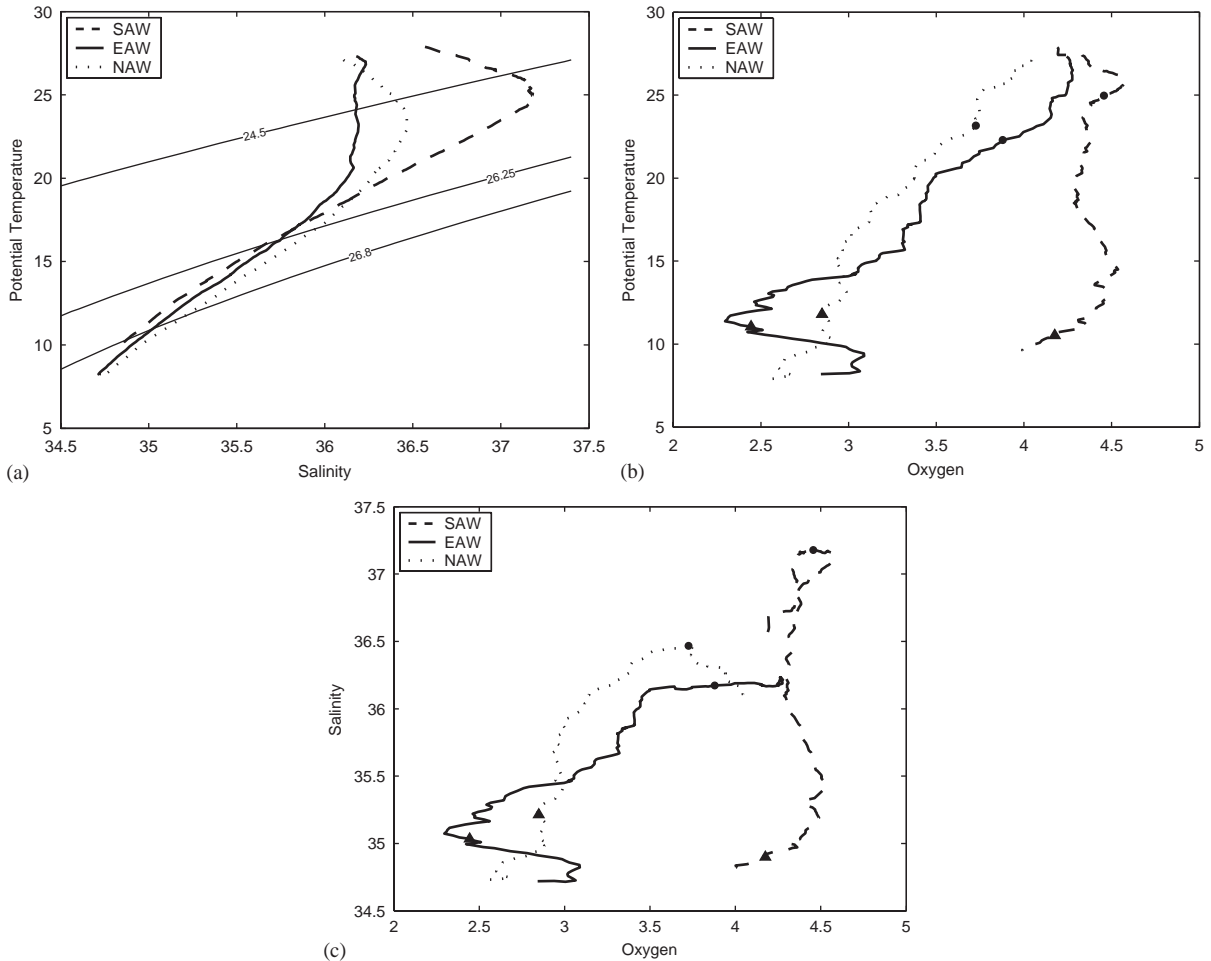 30
25
20
15
10
5
34.5 35 35.5 36 36.5 37 37.5
Potential Temperature
Salinity
SAW
EAW
NAW
24.5
26.25
26.8
(a)
30
25
20
15
10
5
2 2.5 3 3.5 4 4.5 5
Potential Temperature
Oxygen
SAW
EAW
NAW
(b)
37.5
37
36.5
36
35.5
35
34.5
2 2.5 3 3.5 4 4.5 5
Salinity
Oxygen
SAW
EAW
NAW
(c)